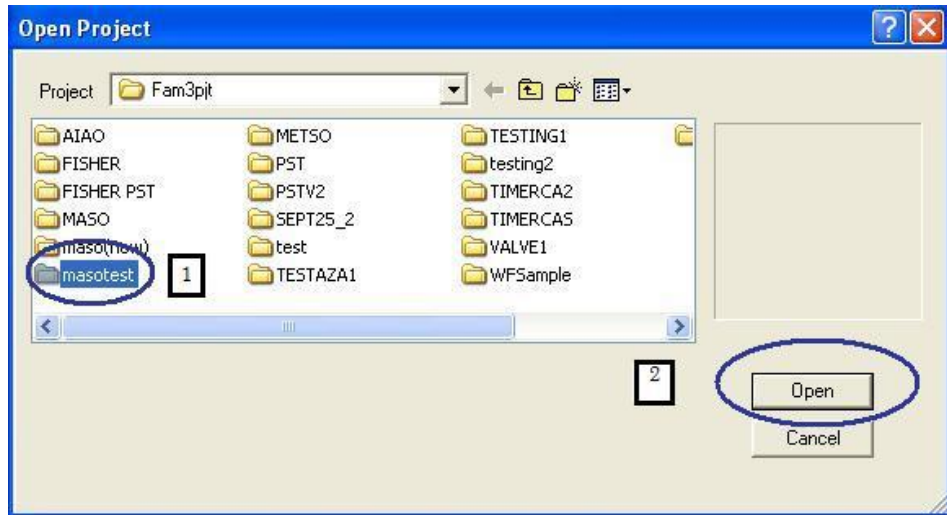 Open Project
Project Fam3pjt
AIAO METSO TESTING1
FISHER PST testing2
FISHER PST PSTV2 TIMERCA2
MASO SEPT25_2 TIMERCAS
maso(now) test VALVE1
masotest 1 TESTAZA1 WFSample
2
Open
Cancel